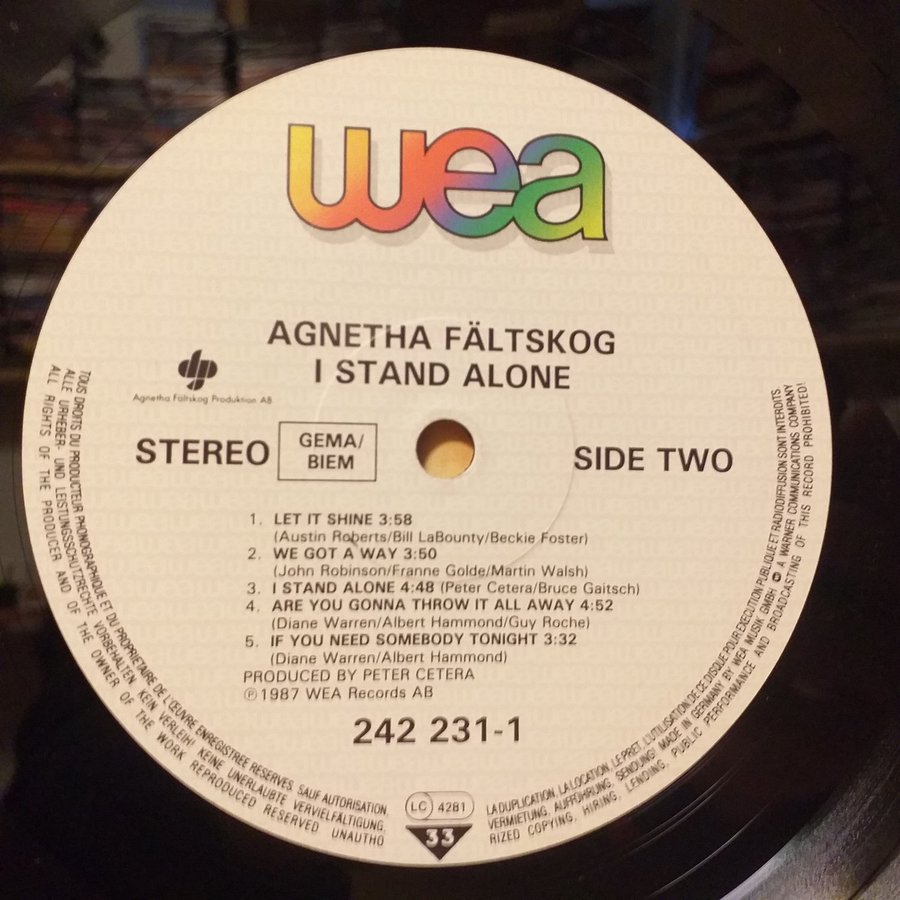 wea
AGNETHA FÄLTSKOG
I STAND ALONE
Agnetha Fältskog Produktion AB
STEREO
GEMA/
BIEM
SIDE TWO
1. LET IT SHINE 3:58
(Austin Roberts/Bill LaBounty/Beckie Foster)
2. WE GOT A WAY 3:50
(John Robinson/Franne Golde/Martin Walsh)
3. I STAND ALONE 4:48 (Peter Cetera/Bruce Gaitsch)
4. ARE YOU GONNA THROW IT ALL AWAY 4:52
(Diane Warren/Albert Hammond/Guy Roche)
5. IF YOU NEED SOMEBODY TONIGHT 3:32
(Diane Warren/Albert Hammond)
PRODUCED BY PETER CETERA
Ⓟ1987 WEA Records AB
242 231-1
LC 4281
33
TOUS DROITS DU PRODUCTEUR PHONOGRAPHIQUE ET DU PROPRIETAIRE DE L'ŒUVRE ENREGISTREE RESERVES. SAUF AUTORISATION, LA DUPLICATION, LA LOCATION, LE PRET, L'UTILISATION DE CE DISQUE POUR EXECUTION PUBLIQUE ET RADIODIFFUSION SONT INTERDITS.
ALLE URHEBER- UND LEISTUNGSSCHUTZRECHTE VORBEHALTEN. KEIN VERLEIH! KEINE UNERLAUBTE VERVIELFÄLTIGUNG, VERMIETUNG, AUFFÜHRUNG, SENDUNG! MADE IN GERMANY BY WEA MUSIK GMBH A WARNER COMMUNICATIONS COMPANY
ALL RIGHTS OF THE PRODUCER AND OF THE OWNER OF THE WORK REPRODUCED RESERVED UNAUTHORIZED COPYING, HIRING, LENDING, PUBLIC PERFORMANCE AND BROADCASTING OF THIS RECORD PROHIBITED!